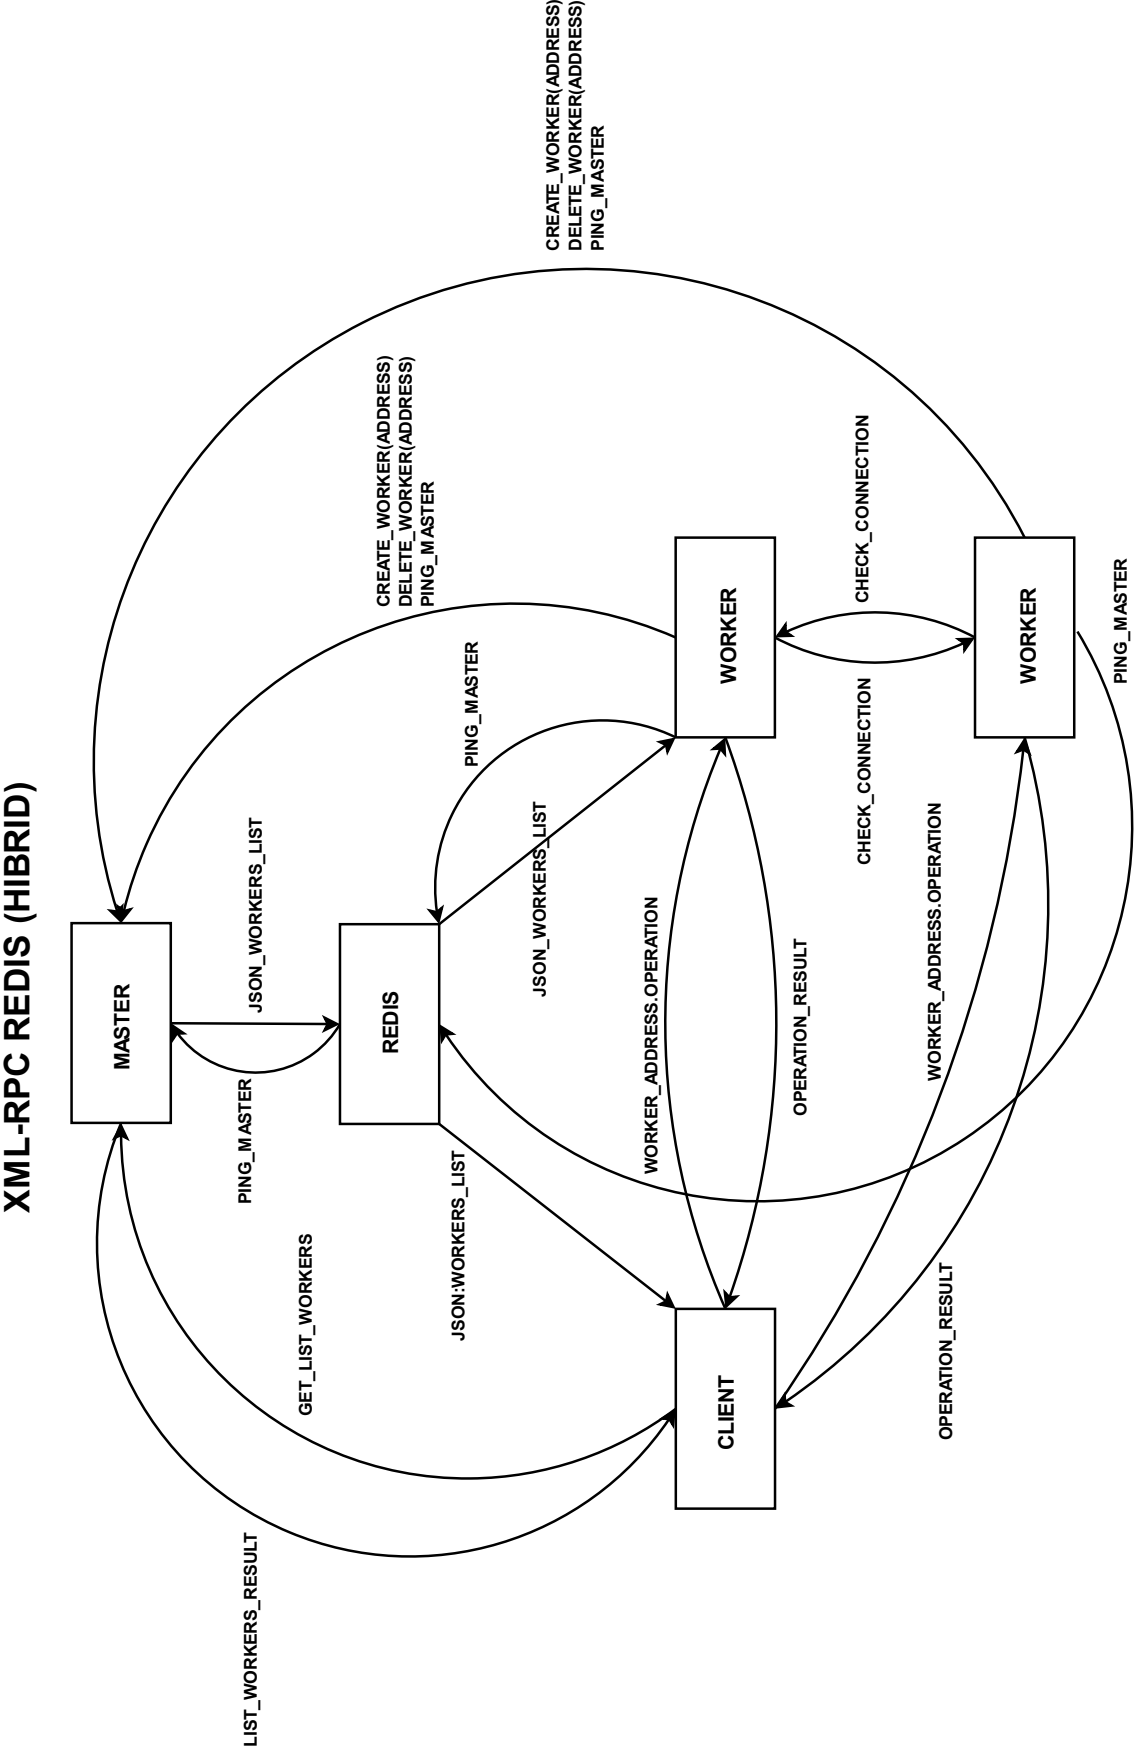 XML-RPC REDIS (HIBRID)
LIST_WORKERS_RESULT
GET_LIST_WORKERS
MASTER
PING_MASTER
JSON_WORKERS_LIST
REDIS
CREATE_WORKER(ADDRESS)
DELETE_WORKER(ADDRESS)
PING_MASTER
CREATE_WORKER(ADDRESS)
DELETE_WORKER(ADDRESS)
PING_MASTER
JSON:WORKERS_LIST
PING_MASTER
JSON_WORKERS_LIST
WORKER_ADDRESS.OPERATION
OPERATION_RESULT
CLIENT
WORKER
CHECK_CONNECTION
CHECK_CONNECTION
OPERATION_RESULT
WORKER_ADDRESS.OPERATION
WORKER
PING_MASTER